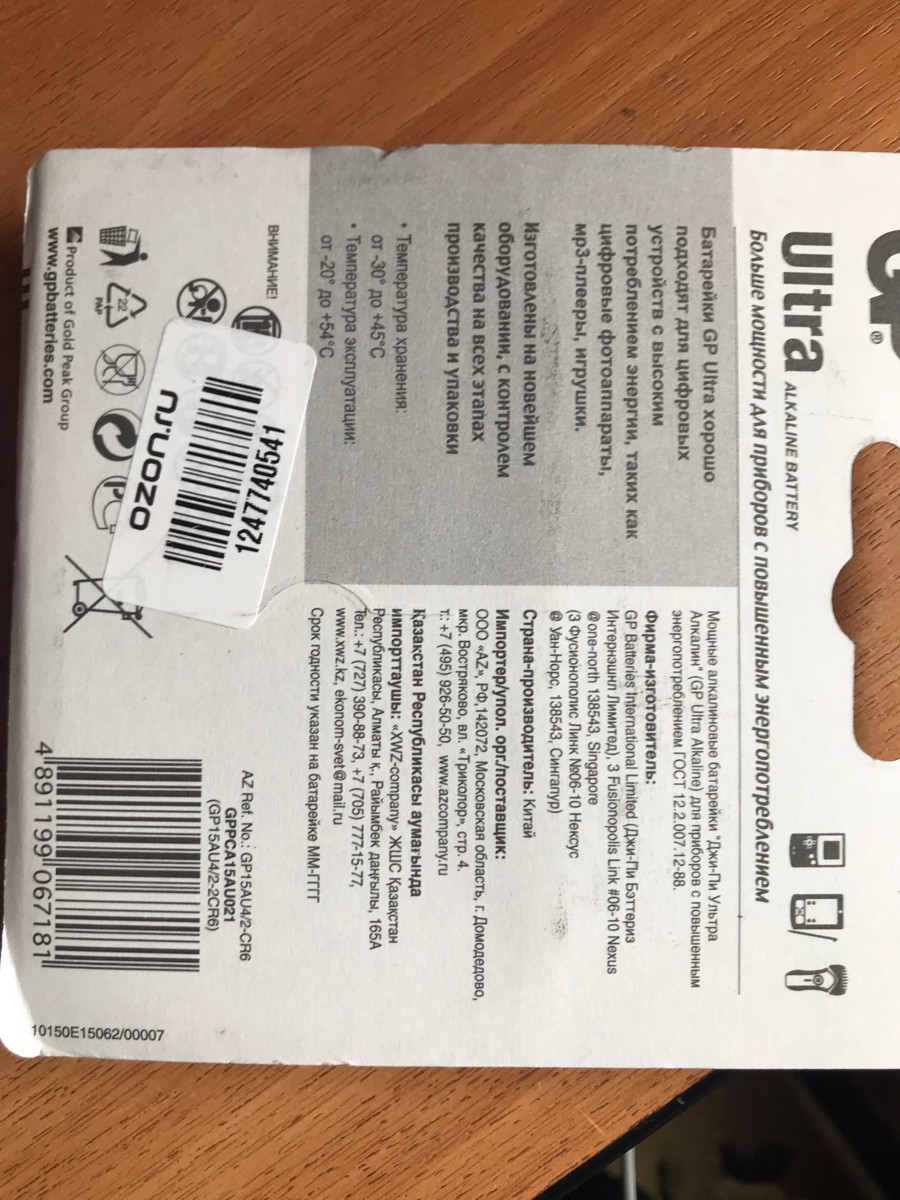 GP®
Ultra ALKALINE BATTERY
Больше мощности для приборов с повышенным энергопотреблением
Батарейки GP Ultra хорошо
подходят для цифровых
устройств с высоким
потреблением энергии, таких как
цифровые фотоаппараты,
мр3-плееры, игрушки.
Изготовлены на новейшем
оборудовании, с контролем
качества на всех этапах
производства и упаковки
• Температура хранения:
от -30° до +45°C
• Температура эксплуатации:
от -20° до +54°C
ВНИМАНИЕ!
22
PAP
Product of Gold Peak Group
www.gpbatteries.com
1247740541
ozon
Мощные алкалиновые батарейки "Джи-Пи Ультра
Алкалин" (GP Ultra Alkaline) для приборов с повышенным
энергопотреблением ГОСТ 12.2.007.12-88.
Фирма-изготовитель:
GP Batteries International Limited (Джи-Пи Бэттериз
Интернэшнл Лимитед), 3 Fusionopolis Link #06-10 Nexus
@one-north 138543, Singapore
(3 Фусионополис Линк №06-10 Нексус
@ Уан-Норс, 138543, Сингапур)
Страна-производитель: Китай
Импортер/упол. орг./поставщик:
ООО «AZ», РФ,142072, Московская область, г. Домодедово,
мкр. Востряково, вл. «Триколор», стр. 4.
т.: +7 (495) 926-50-50, www.azcompany.ru
Қазақстан Республикасы аумағында
импорттаушы: «XWZ-company» ЖШС Қазақстан
Республикасы, Алматы қ., Райымбек даңғылы, 165А
Тел.: +7 (727) 390-88-73, +7 (705) 777-15-77,
www.xwz.kz, ekonom-svet@mail.ru
Срок годности указан на батарейке ММ-ГГГГ
AZ Ref. No.: GP15AU4/2-CR6
GPPCA15AU021
(GP15AU4/2-2CR6)
4 891199 067181
10150E15062/00007